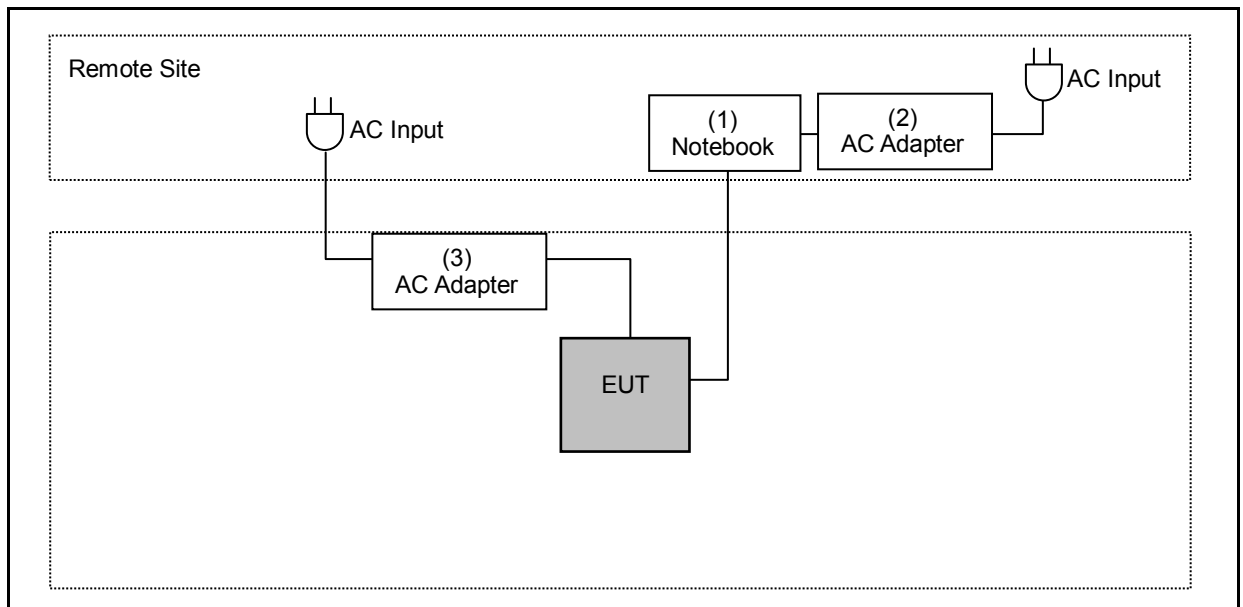 Remote Site
AC Input
AC Input
(1)
Notebook
(2)
AC Adapter
(3)
AC Adapter
EUT